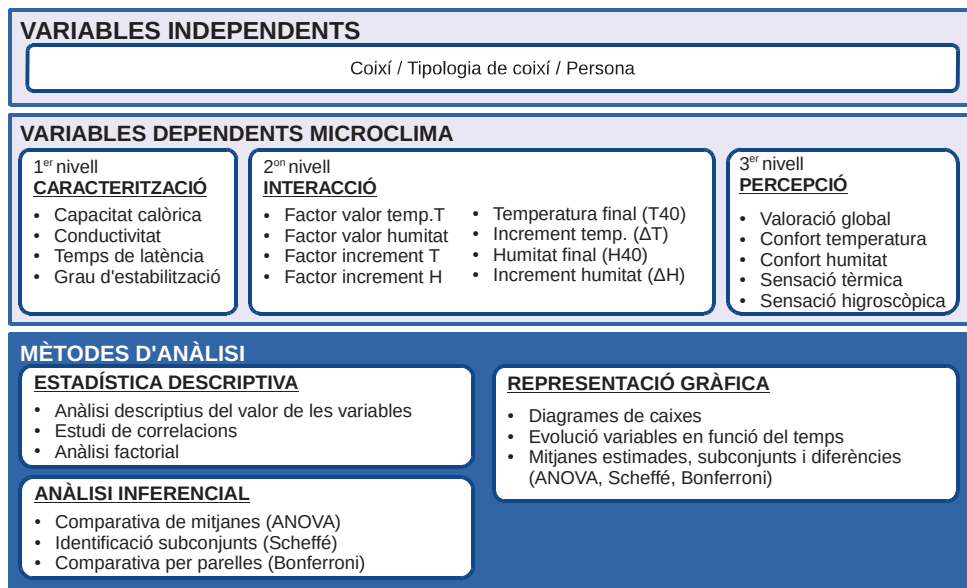 VARIABLES INDEPENDENTS
Coixí / Tipologia de coixí / Persona
VARIABLES DEPENDENTS MICROCLIMA
1er nivell
CARACTERITZACIÓ
• Capacitat calòrica
• Conductivitat
• Temps de latència
• Grau d'estabilització
2on nivell
INTERACCIÓ
• Factor valor temp.T
• Factor valor humitat
• Factor increment T
• Factor increment H
• Temperatura final (T40)
• Increment temp. (ΔT)
• Humitat final (H40)
• Increment humitat (ΔH)
3er nivell
PERCEPCIÓ
• Valoració global
• Confort temperatura
• Confort humitat
• Sensació tèrmica
• Sensació higroscòpica
MÈTODES D'ANÀLISI
ESTADÍSTICA DESCRIPTIVA
• Anàlisi descriptius del valor de les variables
• Estudi de correlacions
• Anàlisi factorial
ANÀLISI INFERENCIAL
• Comparativa de mitjanes (ANOVA)
• Identificació subconjunts (Scheffé)
• Comparativa per parelles (Bonferroni)
REPRESENTACIÓ GRÀFICA
• Diagrames de caixes
• Evolució variables en funció del temps
• Mitjanes estimades, subconjunts i diferències
(ANOVA, Scheffé, Bonferroni)